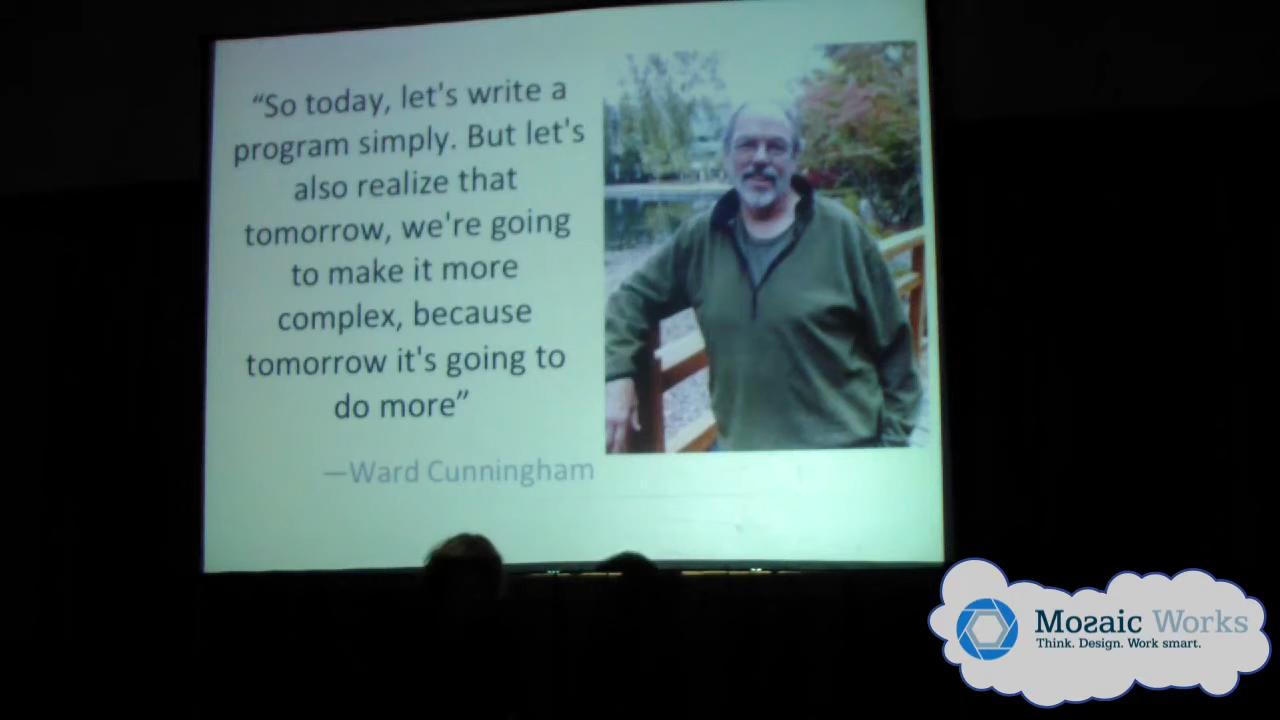 “So today, let's write a
program simply. But let's
also realize that
tomorrow, we're going
to make it more
complex, because
tomorrow it's going to
do more”
—Ward Cunningham
Mozaic Works
Think. Design. Work smart.